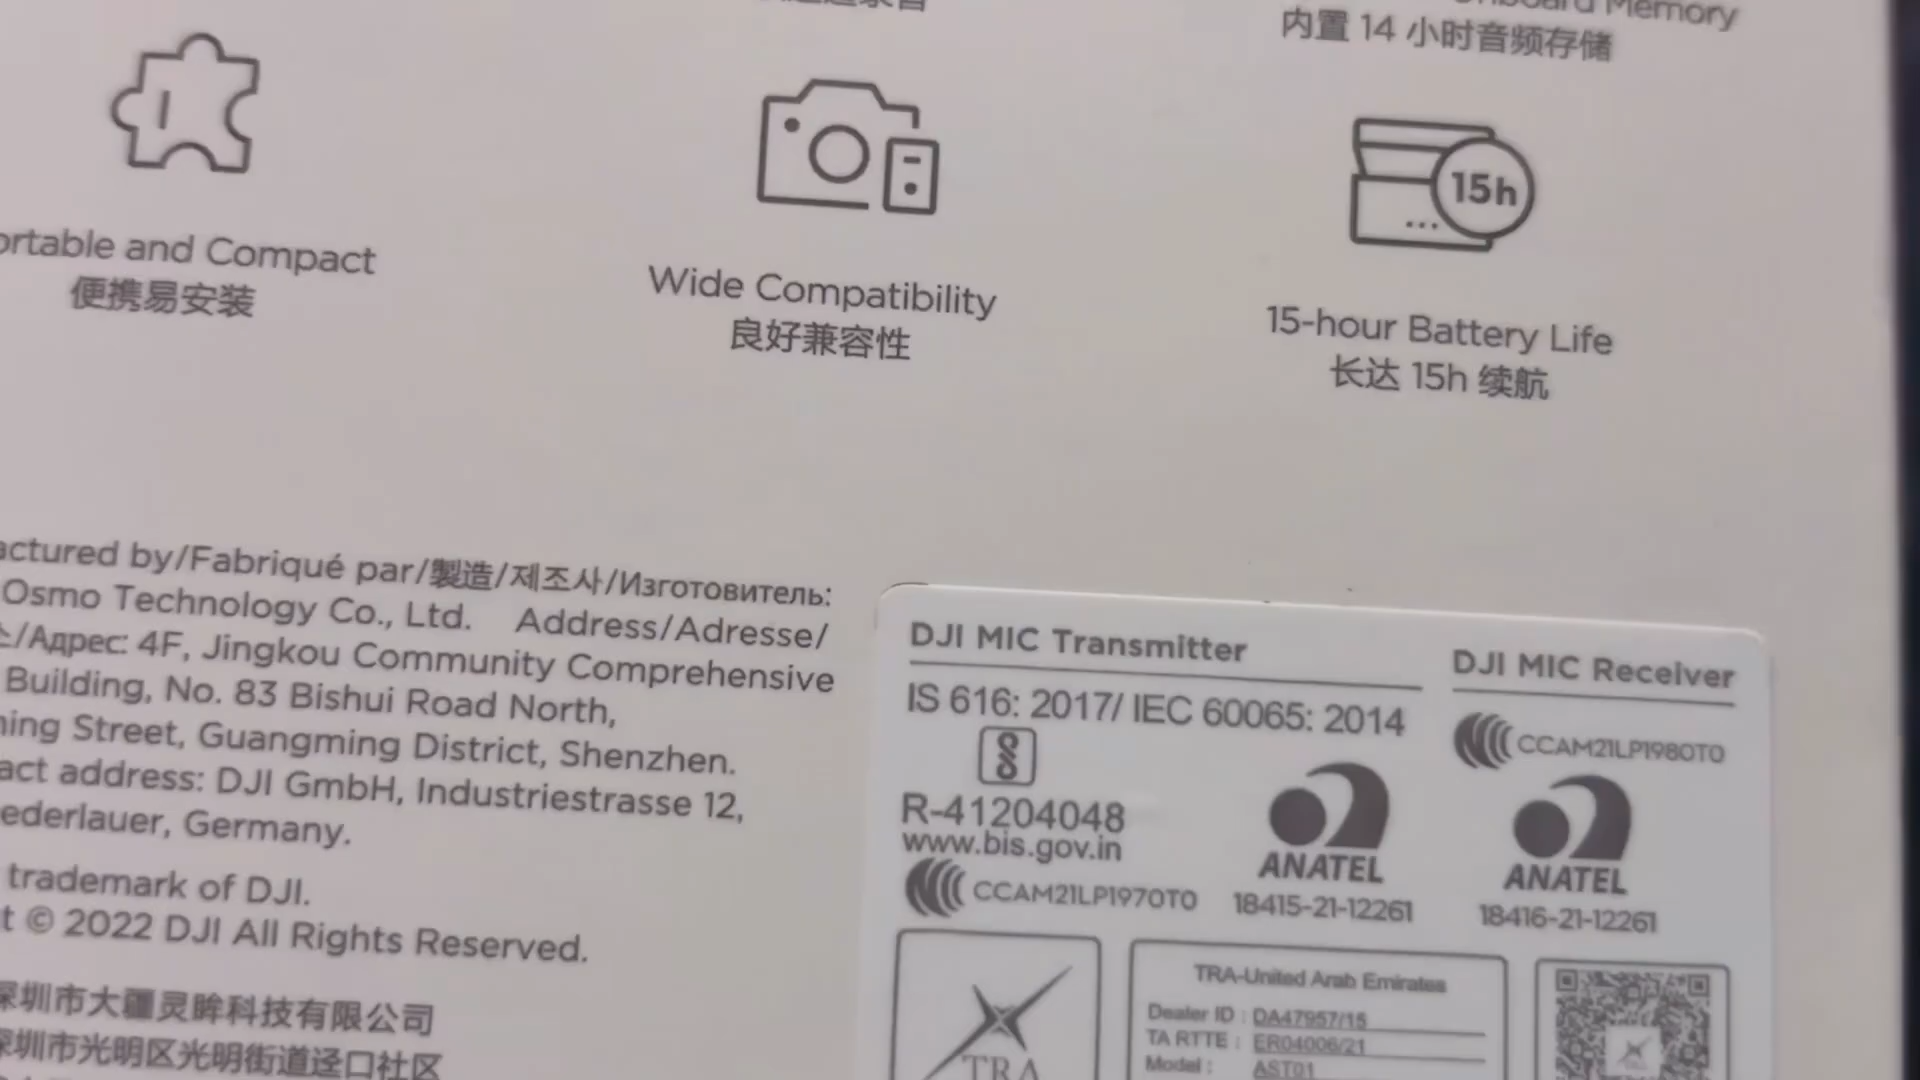 Memory
内置 14 小时音频存储
15h
and Compact
便携易安装
Wide Compatibility
良好兼容性
15-hour Battery Life
长达 15h 续航
by/Fabriqué par/製造/제조사/Изготовитель:
Osmo Technology Co., Ltd. Address/Adresse/
/Адрес: 4F, Jingkou Community Comprehensive
Building, No. 83 Bishui Road North,
Street, Guangming District, Shenzhen.
address: DJI GmbH, Industriestrasse 12,
Germany.
trademark of DJI.
© 2022 DJI All Rights Reserved.
深圳市大疆灵眸科技有限公司
深圳市光明区光明街道迳口社区
DJI MIC Transmitter
IS 616: 2017/ IEC 60065: 2014
R-41204048
www.bis.gov.in
CCAM21LP1970T0
ANATEL
18415-21-12261
DJI MIC Receiver
CCAM21LP1980T0
ANATEL
18416-21-12261
TRA
TRA-United Arab Emirates
Dealer ID : DA47957/15
TA RTTE : ER04006/21
Model : AST01